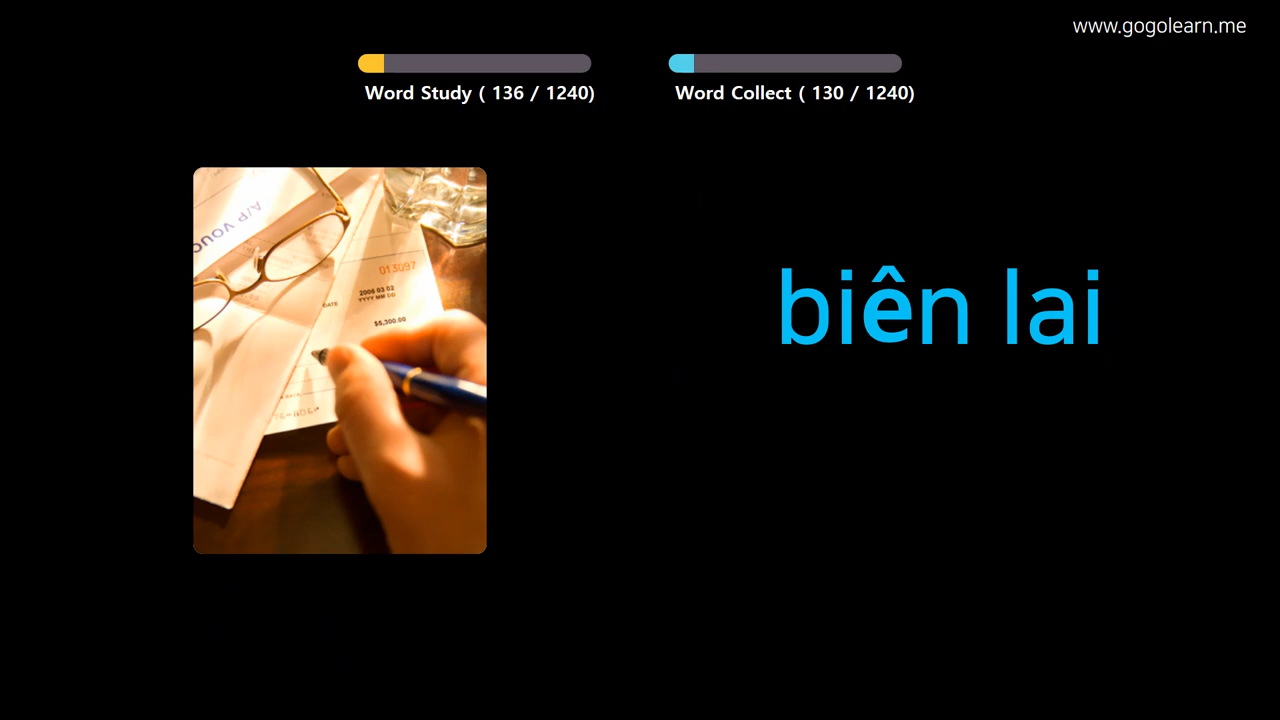 www.gogolearn.me
Word Study ( 136 / 1240)
Word Collect ( 130 / 1240)
A/P VOUC
013097
2006 03 02
YYYY MM DD
DATE
$5,300.00
biên lai